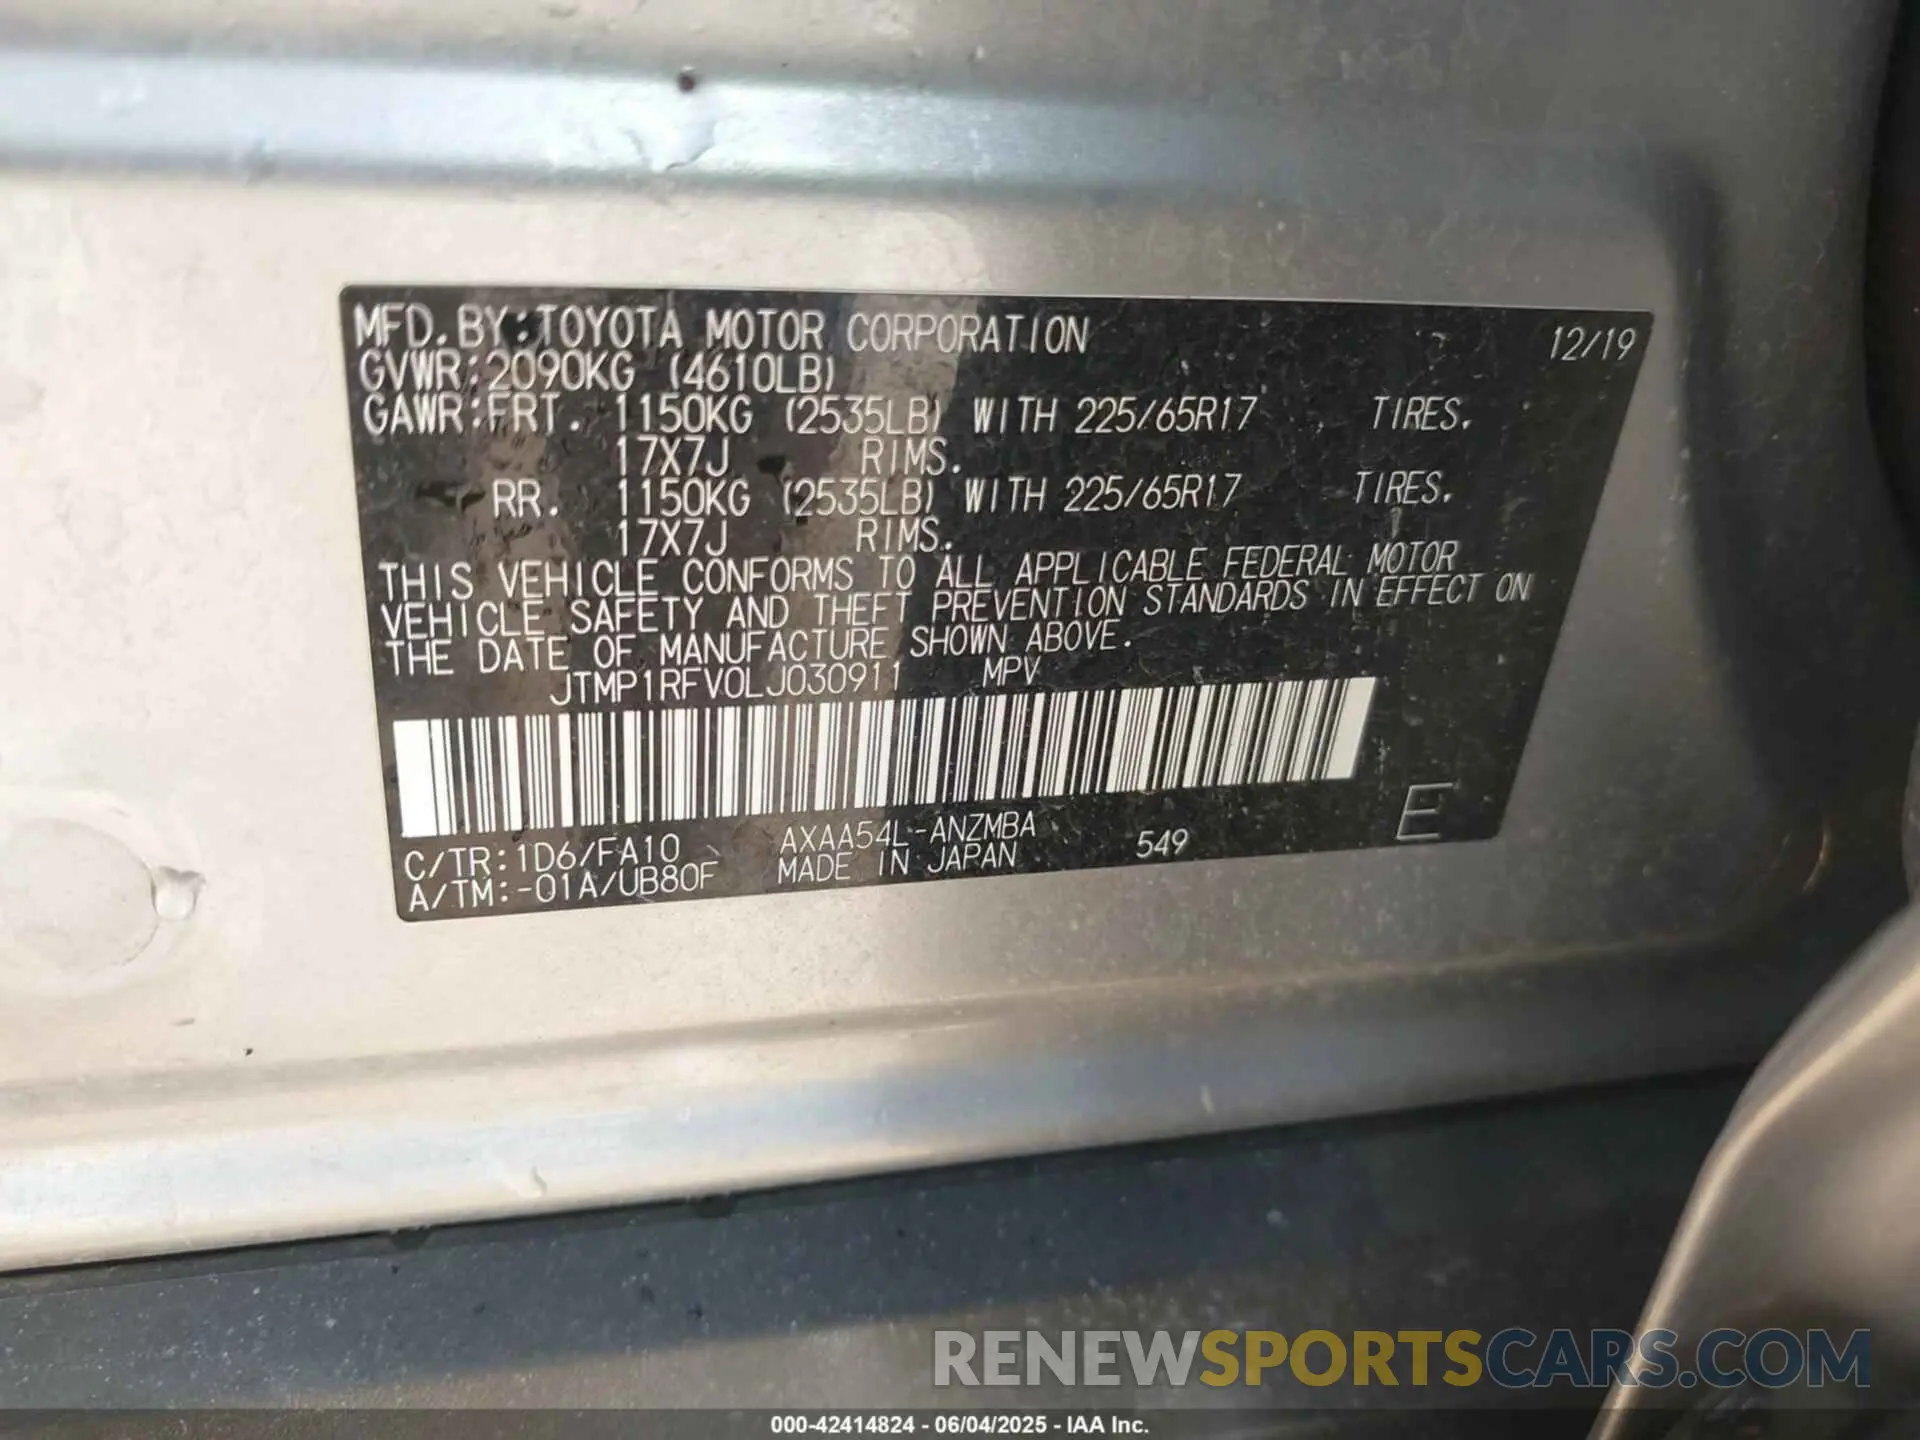 MFD.BY:TOYOTA MOTOR CORPORATION 12/19
GVWR:2090KG (4610LB)
GAWR:FRT. 1150KG (2535LB) WITH 225/65R17 TIRES.
17X7J RIMS.
RR. 1150KG (2535LB) WITH 225/65R17 TIRES.
17X7J RIMS.
THIS VEHICLE CONFORMS TO ALL APPLICABLE FEDERAL MOTOR
VEHICLE SAFETY AND THEFT PREVENTION STANDARDS IN EFFECT ON
THE DATE OF MANUFACTURE SHOWN ABOVE.
JTMP1RFV0LJ030911 MPV
E
C/TR:1D6/FA10 AXAA54L-ANZMBA 549
A/TM:-01A/UB80F MADE IN JAPAN
RENEWSPORTSCARS.COM
000-42414824 - 06/04/2025 - IAA Inc.